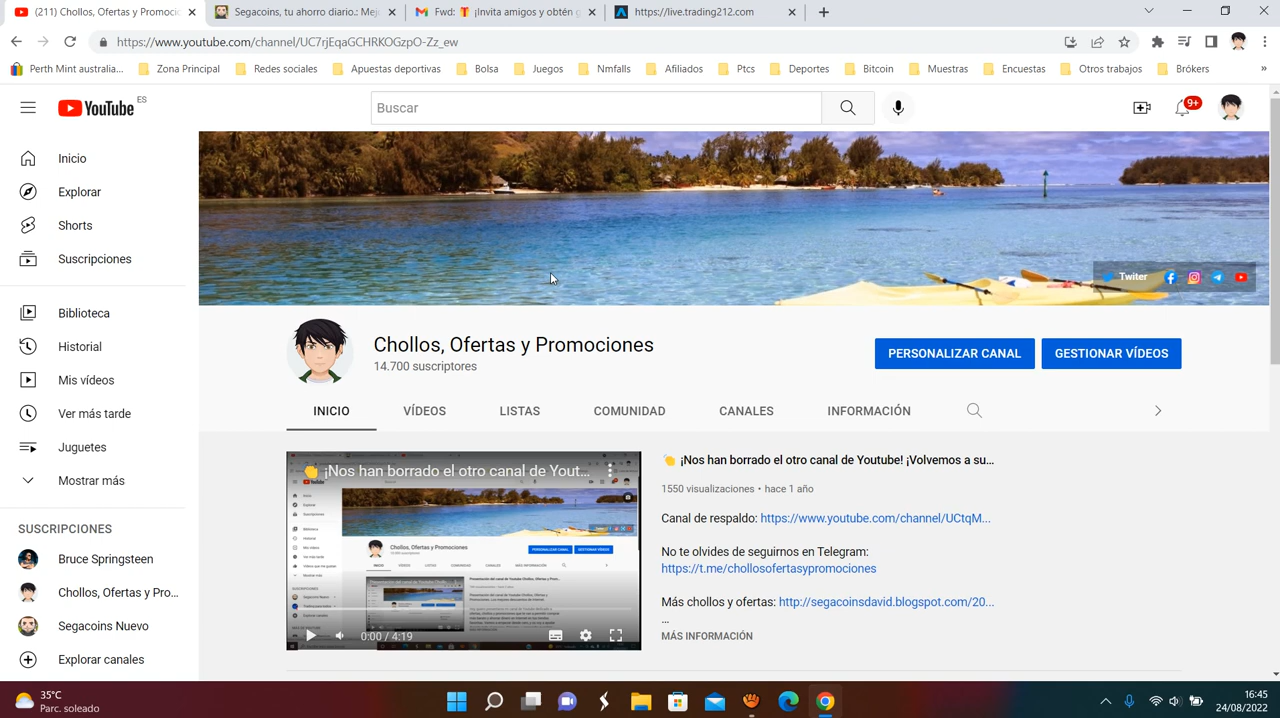 (211) Chollos, Ofertas y Promocic
Segacoins, tu ahorro diario.: Mej
Fwd: ¡Invita amigos y obtén g
https://live.trading212.com
https://www.youtube.com/channel/UC7rjEqaGCHRKOGzpO-Zz_ew
Perth Mint australia...
Zona Principal
Redes sociales
Apuestas deportivas
Bolsa
Juegos
Nmfalls
Afiliados
Ptcs
Deportes
Bitcoin
Muestras
Encuestas
Otros trabajos
Brókers
»
YouTube ES
Buscar
9+
Inicio
Explorar
Shorts
Suscripciones
Biblioteca
Historial
Mis vídeos
Ver más tarde
Juguetes
Mostrar más
SUSCRIPCIONES
Bruce Springsteen
Chollos, Ofertas y Pro...
Segacoins Nuevo
Explorar canales
Twiter
Chollos, Ofertas y Promociones
14.700 suscriptores
PERSONALIZAR CANAL
GESTIONAR VÍDEOS
INICIO
VÍDEOS
LISTAS
COMUNIDAD
CANALES
INFORMACIÓN
¡Nos han borrado el otro canal de Yout...
Chollos, Ofertas y Promociones
0:00 / 4:19
¡Nos han borrado el otro canal de Youtube! ¡Volvemos a su...
1550 visualizaciones • hace 1 año
Canal de respado: https://www.youtube.com/channel/UCtqM...
No te olvides de seguirnos en Telegram:
https://t.me/chollosofertasypromociones
Más chollos y ofertas: http://segacoinsdavid.blogspot.com/20...
...
MÁS INFORMACIÓN
35°C
Parc. soleado
16:45
24/08/2022